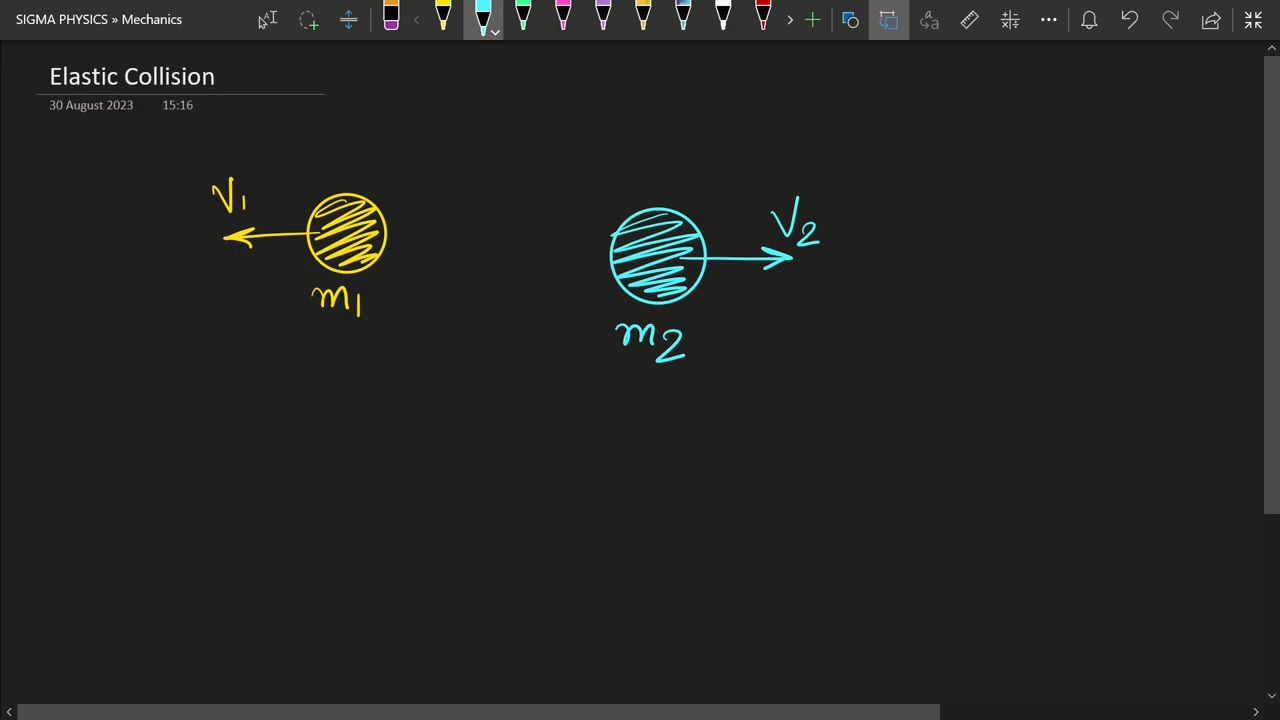 SIGMA PHYSICS » Mechanics
Elastic Collision
30 August 2023 15:16
V1
V2
m1
m2